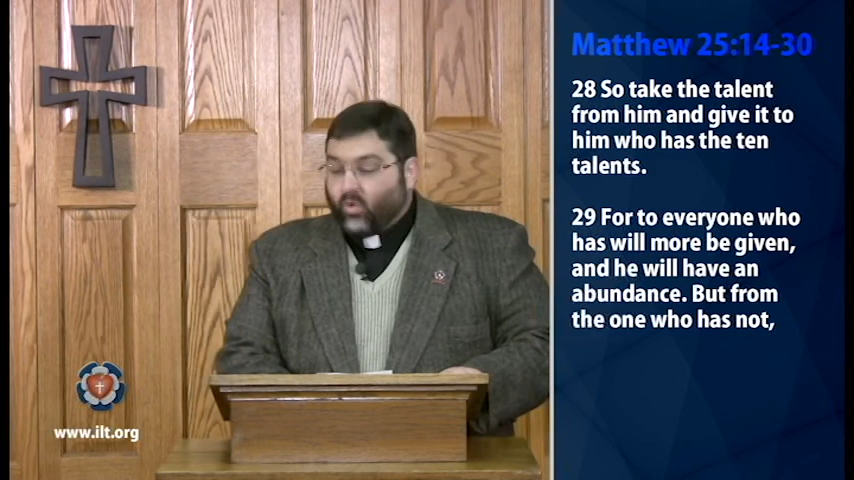 Matthew 25:14-30
28 So take the talent
from him and give it to
him who has the ten
talents.
29 For to everyone who
has will more be given,
and he will have an
abundance. But from
the one who has not,
www.ilt.org